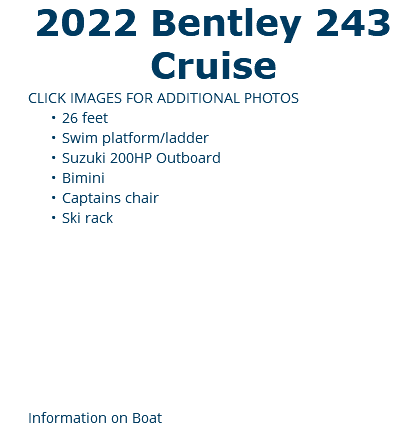 2022 Bentley 243
Cruise
CLICK IMAGES FOR ADDITIONAL PHOTOS
• 26 feet
• Swim platform/ladder
• Suzuki 200HP Outboard
• Bimini
• Captains chair
• Ski rack
Information on Boat